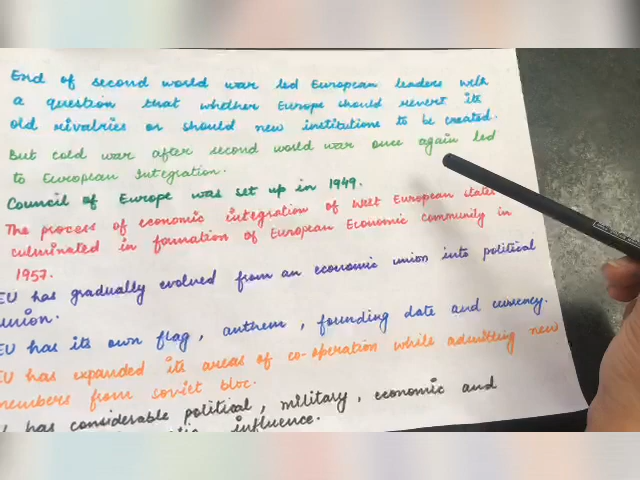 End of second world war led European leaders with
a question that whether Europe should revert its
old rivalries or should new institutions to be created.
But cold war after second world war once again led
to European Integration.
Council of Europe was set up in 1949.
The process of economic integration of West European states
culminated in formation of European Economic community in
1957.
EU has gradually evolved from an economic union into political
union.
EU has its own flag, anthem, founding date and currency.
EU has expanded its areas of co-operation while admitting new
members from soviet bloc.
has considerable political, military, economic and
influence.